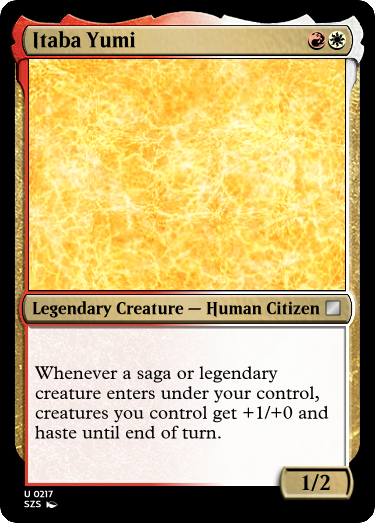 Itaba Yumi
Legendary Creature — Human Citizen
Whenever a saga or legendary
creature enters under your control,
creatures you control get +1/+0 and
haste until end of turn.
1/2
U 0217
SZS